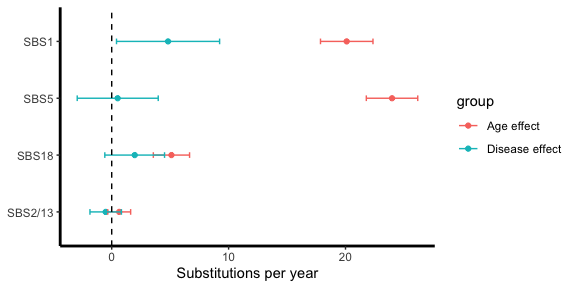 SBS1
SBS5
SBS18
SBS2/13
0 10 20
Substitutions per year
group
Age effect
Disease effect